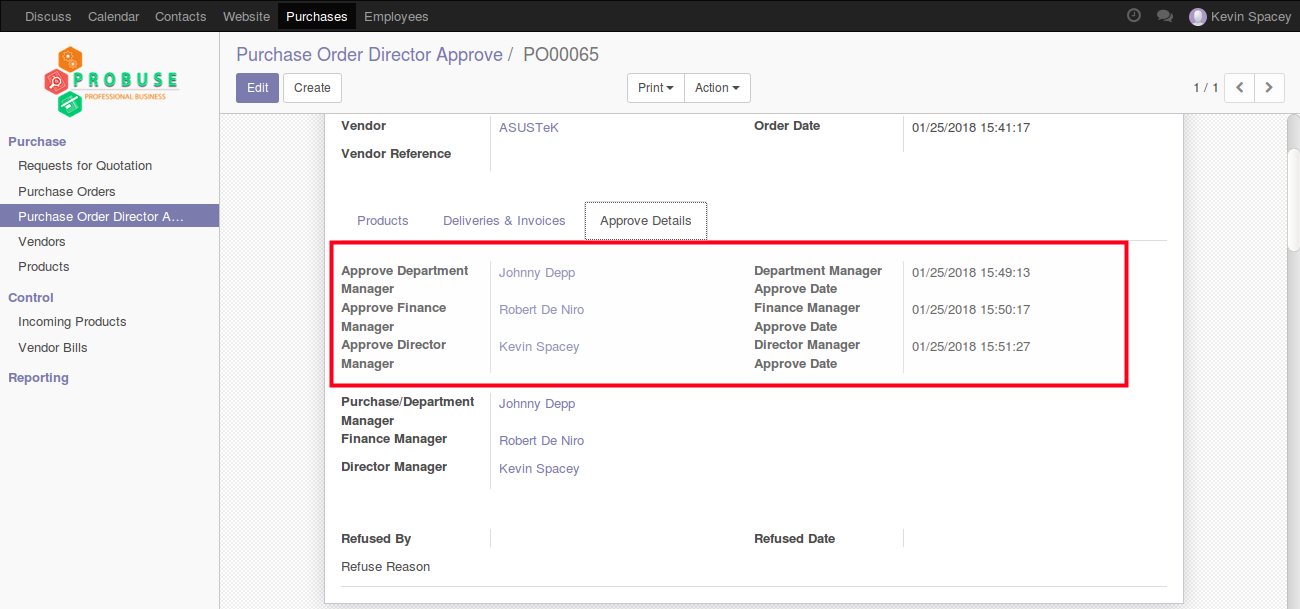 Discuss Calendar Contacts Website Purchases Employees Kevin Spacey
PROBUSE
PROFESSIONAL BUSINESS
Purchase
Requests for Quotation
Purchase Orders
Purchase Order Director A…
Vendors
Products
Control
Incoming Products
Vendor Bills
Reporting
Purchase Order Director Approve / PO00065
Edit Create Print Action 1 / 1
Vendor ASUSTeK Order Date 01/25/2018 15:41:17
Vendor Reference
Products Deliveries & Invoices Approve Details
Approve Department Johnny Depp Department Manager 01/25/2018 15:49:13
Manager Approve Date
Approve Finance Robert De Niro Finance Manager 01/25/2018 15:50:17
Manager Approve Date
Approve Director Kevin Spacey Director Manager 01/25/2018 15:51:27
Manager Approve Date
Purchase/Department Johnny Depp
Manager
Finance Manager Robert De Niro
Director Manager Kevin Spacey
Refused By Refused Date
Refuse Reason